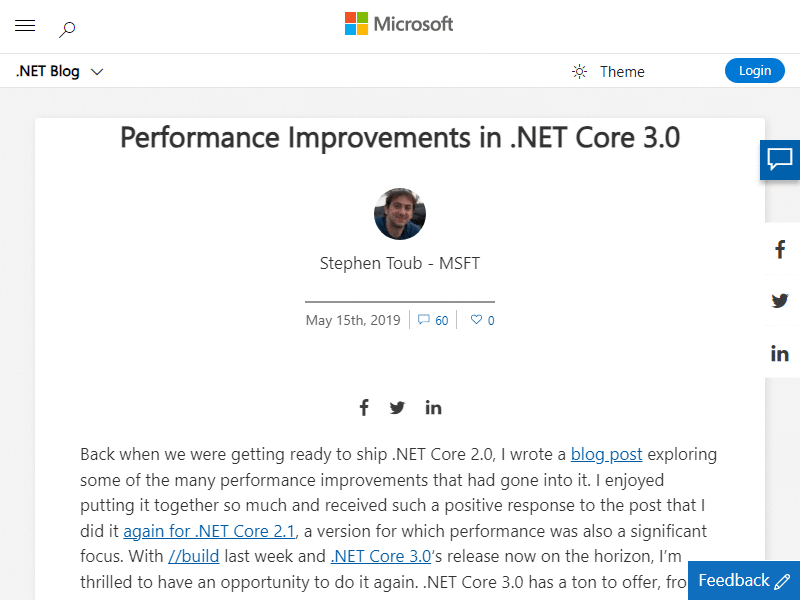 Microsoft
.NET Blog
Theme
Login
Performance Improvements in .NET Core 3.0
Stephen Toub - MSFT
May 15th, 2019 60 0
Back when we were getting ready to ship .NET Core 2.0, I wrote a blog post exploring
some of the many performance improvements that had gone into it. I enjoyed
putting it together so much and received such a positive response to the post that I
did it again for .NET Core 2.1, a version for which performance was also a significant
focus. With //build last week and .NET Core 3.0's release now on the horizon, I'm
thrilled to have an opportunity to do it again. .NET Core 3.0 has a ton to offer, fro
Feedback